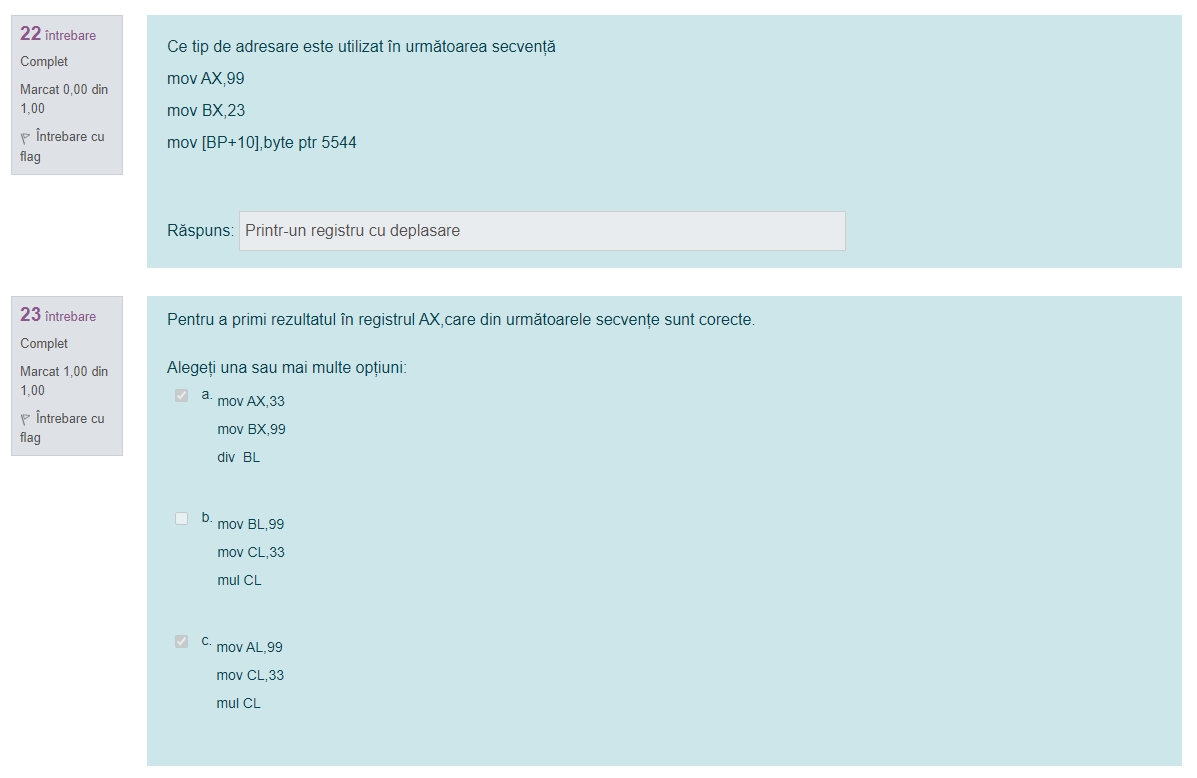 22 întrebare
Complet
Marcat 0,00 din
1,00
Întrebare cu
flag
Ce tip de adresare este utilizat în următoarea secvență
mov AX,99
mov BX,23
mov [BP+10],byte ptr 5544
Răspuns: Printr-un registru cu deplasare
23 întrebare
Complet
Marcat 1,00 din
1,00
Întrebare cu
flag
Pentru a primi rezultatul în registrul AX,care din următoarele secvențe sunt corecte.
Alegeți una sau mai multe opțiuni:
a. mov AX,33
mov BX,99
div BL
b. mov BL,99
mov CL,33
mul CL
c. mov AL,99
mov CL,33
mul CL